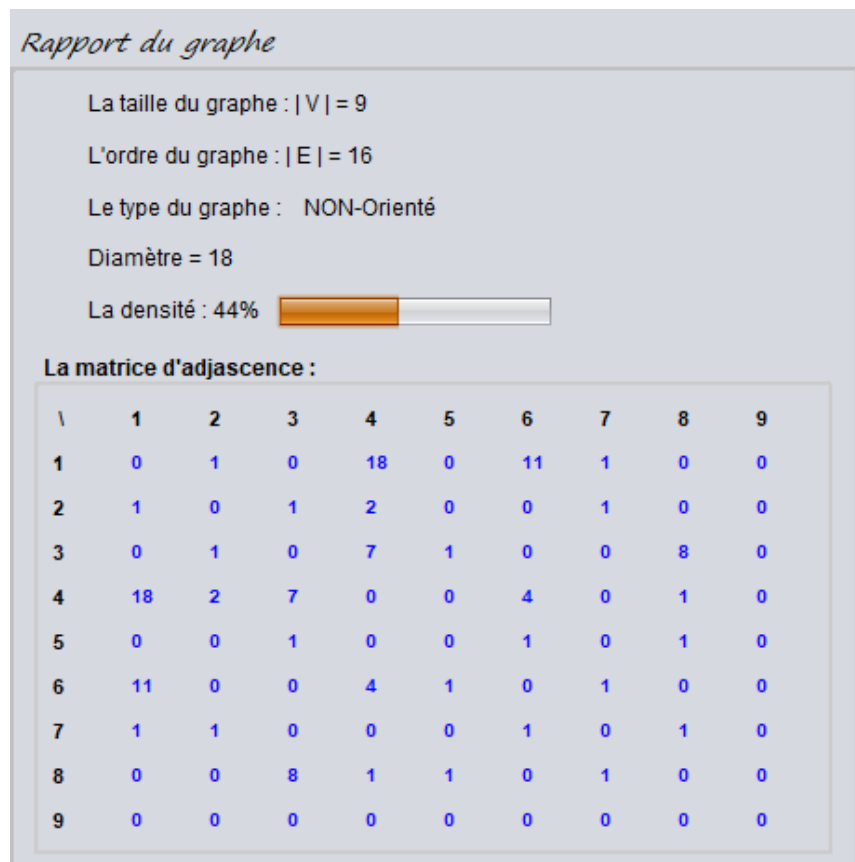 Rapport du graphe
La taille du graphe : | V | = 9
L'ordre du graphe : | E | = 16
Le type du graphe : NON-Orienté
Diamètre = 18
La densité : 44%
La matrice d'adjascence :
\ 1 2 3 4 5 6 7 8 9
1 0 1 0 18 0 11 1 0 0
2 1 0 1 2 0 0 1 0 0
3 0 1 0 7 1 0 0 8 0
4 18 2 7 0 0 4 0 1 0
5 0 0 1 0 0 1 0 1 0
6 11 0 0 4 1 0 1 0 0
7 1 1 0 0 0 1 0 1 0
8 0 0 8 1 1 0 1 0 0
9 0 0 0 0 0 0 0 0 0